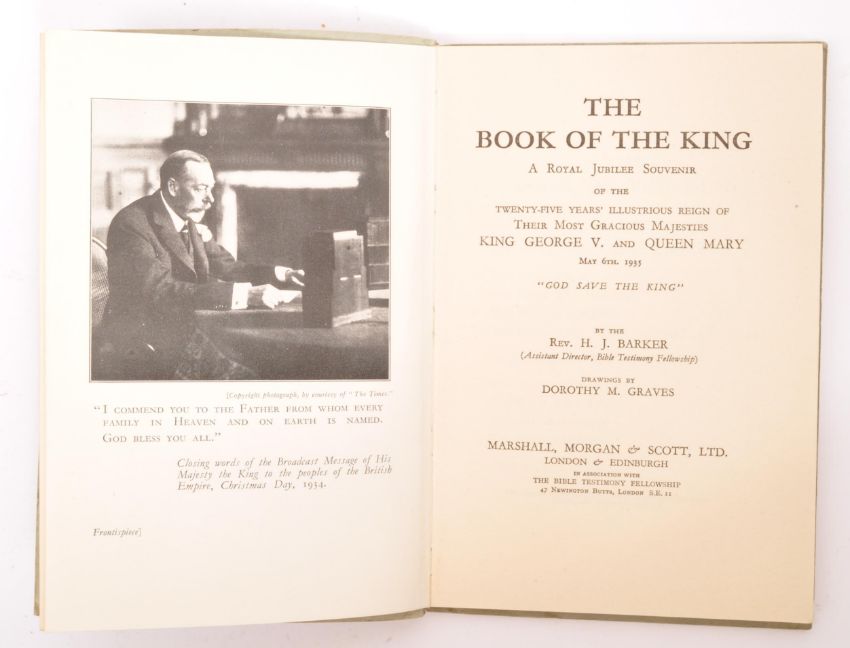 [Copyright photograph, by courtesy of "The Times."
"I COMMEND YOU TO THE FATHER FROM WHOM EVERY
FAMILY IN HEAVEN AND ON EARTH IS NAMED.
GOD BLESS YOU ALL."
Closing words of the Broadcast Message of His
Majesty the King to the peoples of the British
Empire, Christmas Day, 1934.
Frontispiece]
THE
BOOK OF THE KING
A ROYAL JUBILEE SOUVENIR
OF THE
TWENTY-FIVE YEARS' ILLUSTRIOUS REIGN OF
THEIR MOST GRACIOUS MAJESTIES
KING GEORGE V. AND QUEEN MARY
MAY 6TH. 1935
"GOD SAVE THE KING"
BY THE
REV. H. J. BARKER
(Assistant Director, Bible Testimony Fellowship)
DRAWINGS BY
DOROTHY M. GRAVES
MARSHALL, MORGAN & SCOTT, LTD.
LONDON & EDINBURGH
IN ASSOCIATION WITH
THE BIBLE TESTIMONY FELLOWSHIP
47 NEWINGTON BUTTS, LONDON S.E. 11